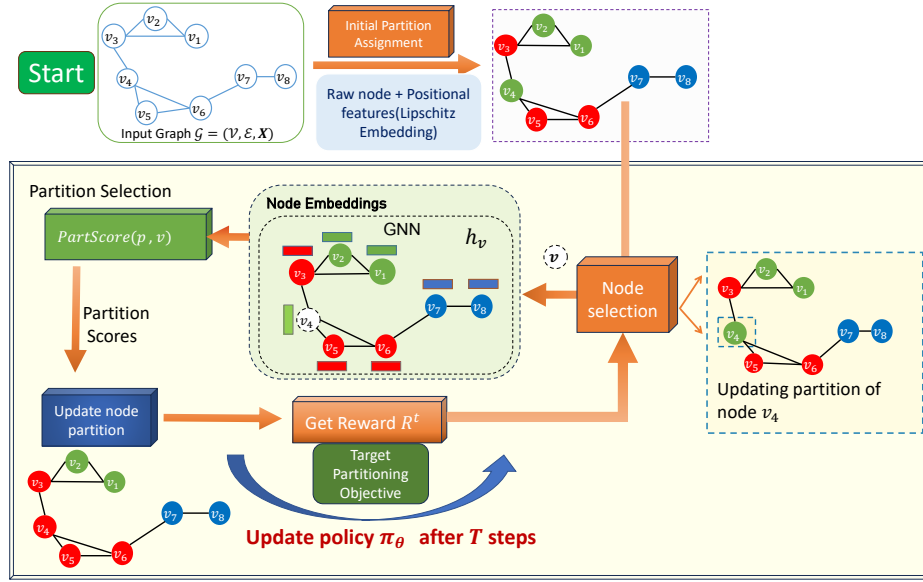 Start
v₂
v₃
v₁
v₄
v₇
v₈
v₅
v₆
Input Graph 𝒢 = (𝒱, ℰ, 𝑿)
Initial Partition
Assignment
Raw node + Positional
features(Lipschitz
Embedding)
v₂
v₃
v₁
v₄
v₇
v₈
v₅
v₆
Partition Selection
PartScore(p , v)
Partition
Scores
Node Embeddings
GNN
h𝒗
v₂
v₃
v₁
v₄
v₇
v₈
v₅
v₆
𝒗
Node
selection
v₂
v₃
v₁
v₄
v₇
v₈
v₅
v₆
Updating partition of
node v₄
Update node
partition
Get Reward Rᵗ
Target
Partitioning
Objective
v₂
v₃
v₁
v₄
v₇
v₈
v₅
v₆
Update policy π_θ after T steps